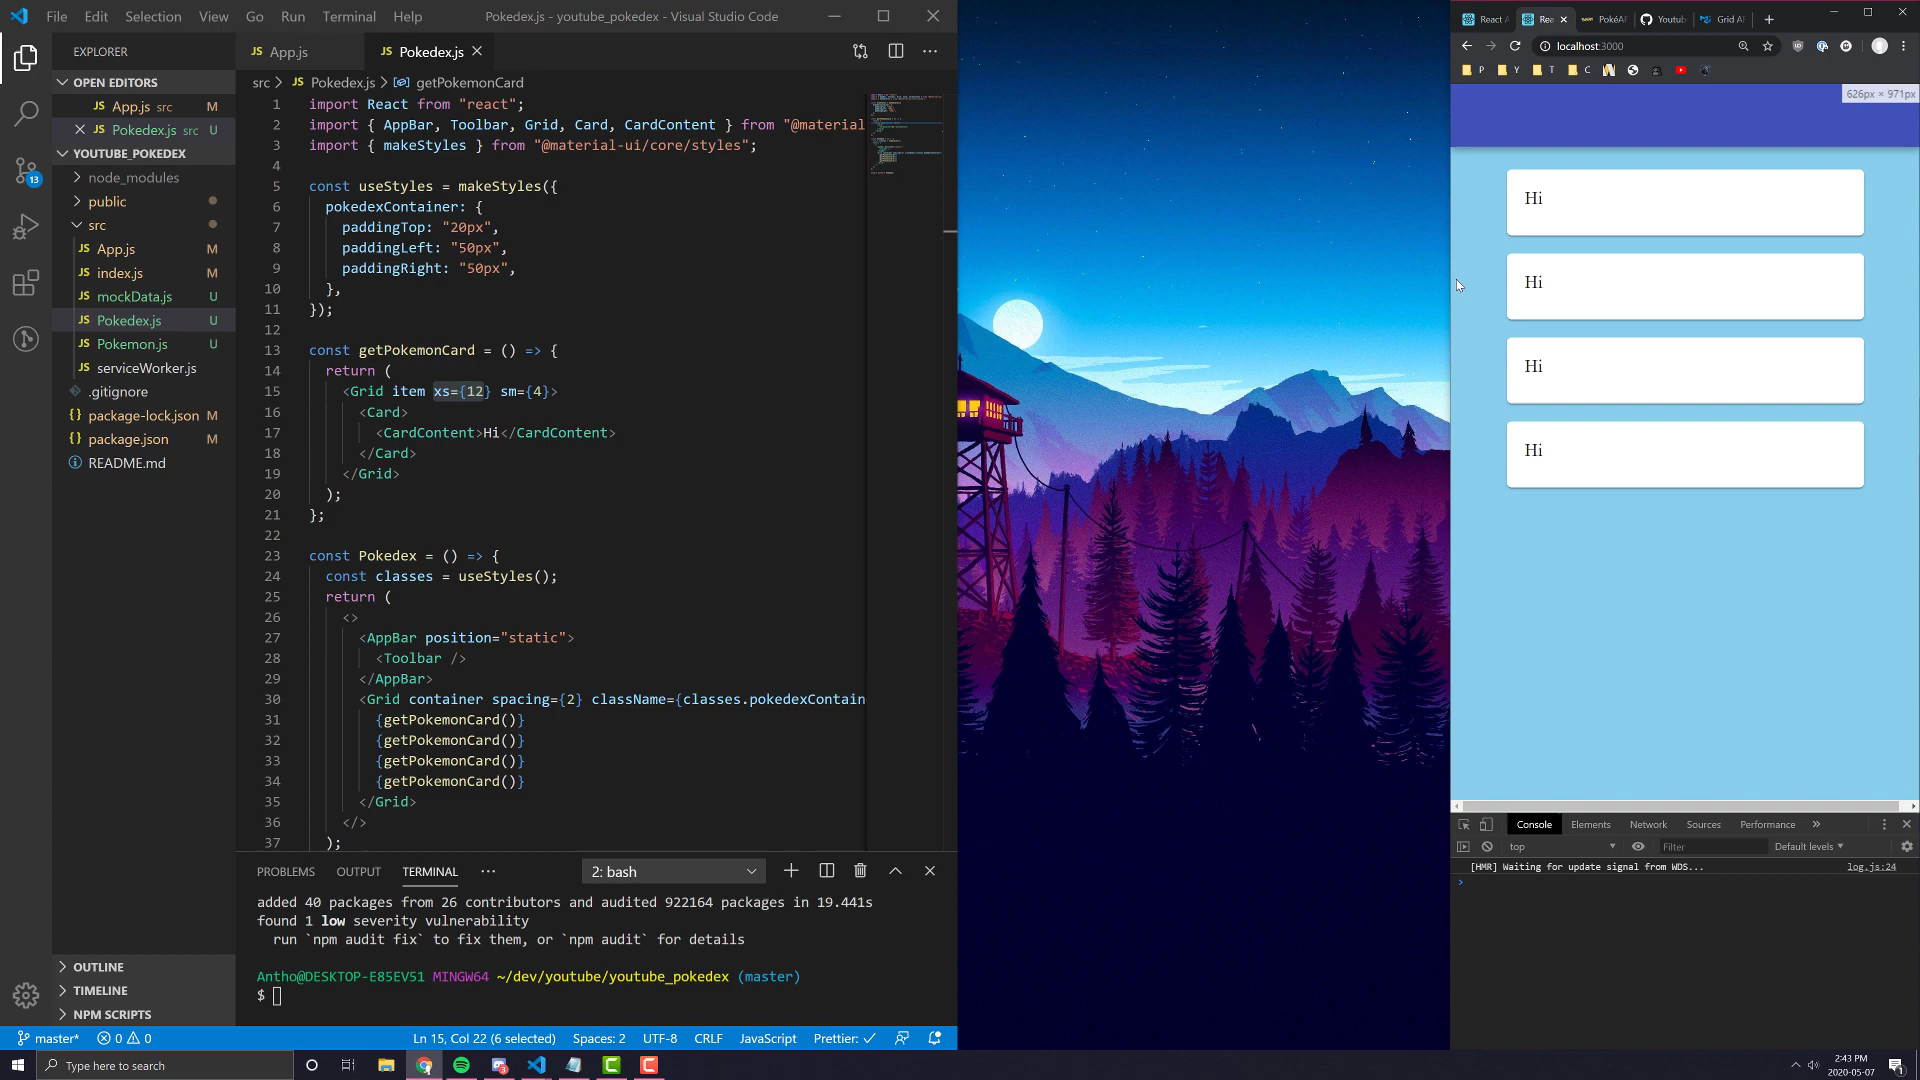 File Edit Selection View Go Run Terminal Help
Pokedex.js - youtube_pokedex - Visual Studio Code
EXPLORER
OPEN EDITORS
JS App.js src M
JS Pokedex.js src U
YOUTUBE_POKEDEX
node_modules
public
src
JS App.js M
JS index.js M
JS mockData.js U
JS Pokedex.js U
JS Pokemon.js U
JS serviceWorker.js
.gitignore
{} package-lock.json M
{} package.json M
README.md
OUTLINE
TIMELINE
NPM SCRIPTS
13
JS App.js
JS Pokedex.js
src > JS Pokedex.js > getPokemonCard
1 import React from "react";
2 import { AppBar, Toolbar, Grid, Card, CardContent } from "@material
3 import { makeStyles } from "@material-ui/core/styles";
4
5 const useStyles = makeStyles({
6 pokedexContainer: {
7 paddingTop: "20px",
8 paddingLeft: "50px",
9 paddingRight: "50px",
10 },
11 });
12
13 const getPokemonCard = () => {
14 return (
15 <Grid item xs={12} sm={4}>
16 <Card>
17 <CardContent>Hi</CardContent>
18 </Card>
19 </Grid>
20 );
21 };
22
23 const Pokedex = () => {
24 const classes = useStyles();
25 return (
26 <>
27 <AppBar position="static">
28 <Toolbar />
29 </AppBar>
30 <Grid container spacing={2} className={classes.pokedexContain
31 {getPokemonCard()}
32 {getPokemonCard()}
33 {getPokemonCard()}
34 {getPokemonCard()}
35 </Grid>
36 </>
37 );
PROBLEMS OUTPUT TERMINAL ··· 2: bash
added 40 packages from 26 contributors and audited 922164 packages in 19.441s
found 1 low severity vulnerability
run `npm audit fix` to fix them, or `npm audit` for details
Antho@DESKTOP-E85EV51 MINGW64 ~/dev/youtube/youtube_pokedex (master)
$
master* 0 0
Ln 15, Col 22 (6 selected) Spaces: 2 UTF-8 CRLF JavaScript Prettier: ✓
React A Rea PokéAP Youtub Grid AP
localhost:3000
P Y T C
626px × 971px
Hi
Hi
Hi
Hi
Console Elements Network Sources Performance »
top Filter Default levels
[HMR] Waiting for update signal from WDS... log.js:24
Type here to search
2:43 PM
2020-05-07